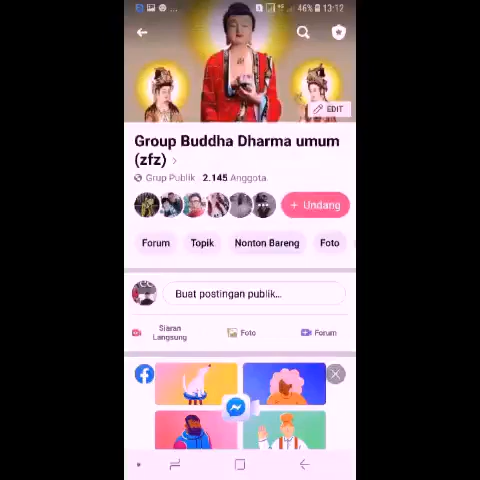 46% 13:12
EDIT
Group Buddha Dharma umum
(zfz) >
Grup Publik 2.145 Anggota
+ Undang
Forum Topik Nonton Bareng Foto
Buat postingan publik...
Siaran
Langsung
Foto
Forum